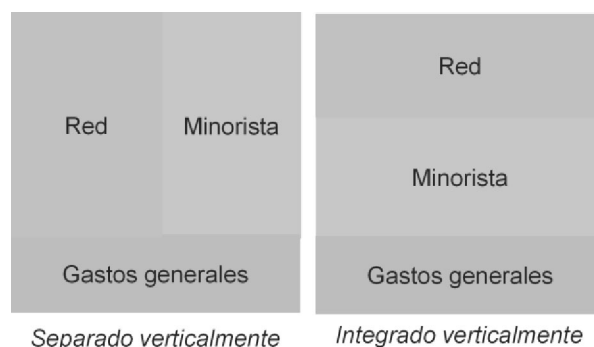 Red
Minorista
Gastos generales
Separado verticalmente
Red
Minorista
Gastos generales
Integrado verticalmente